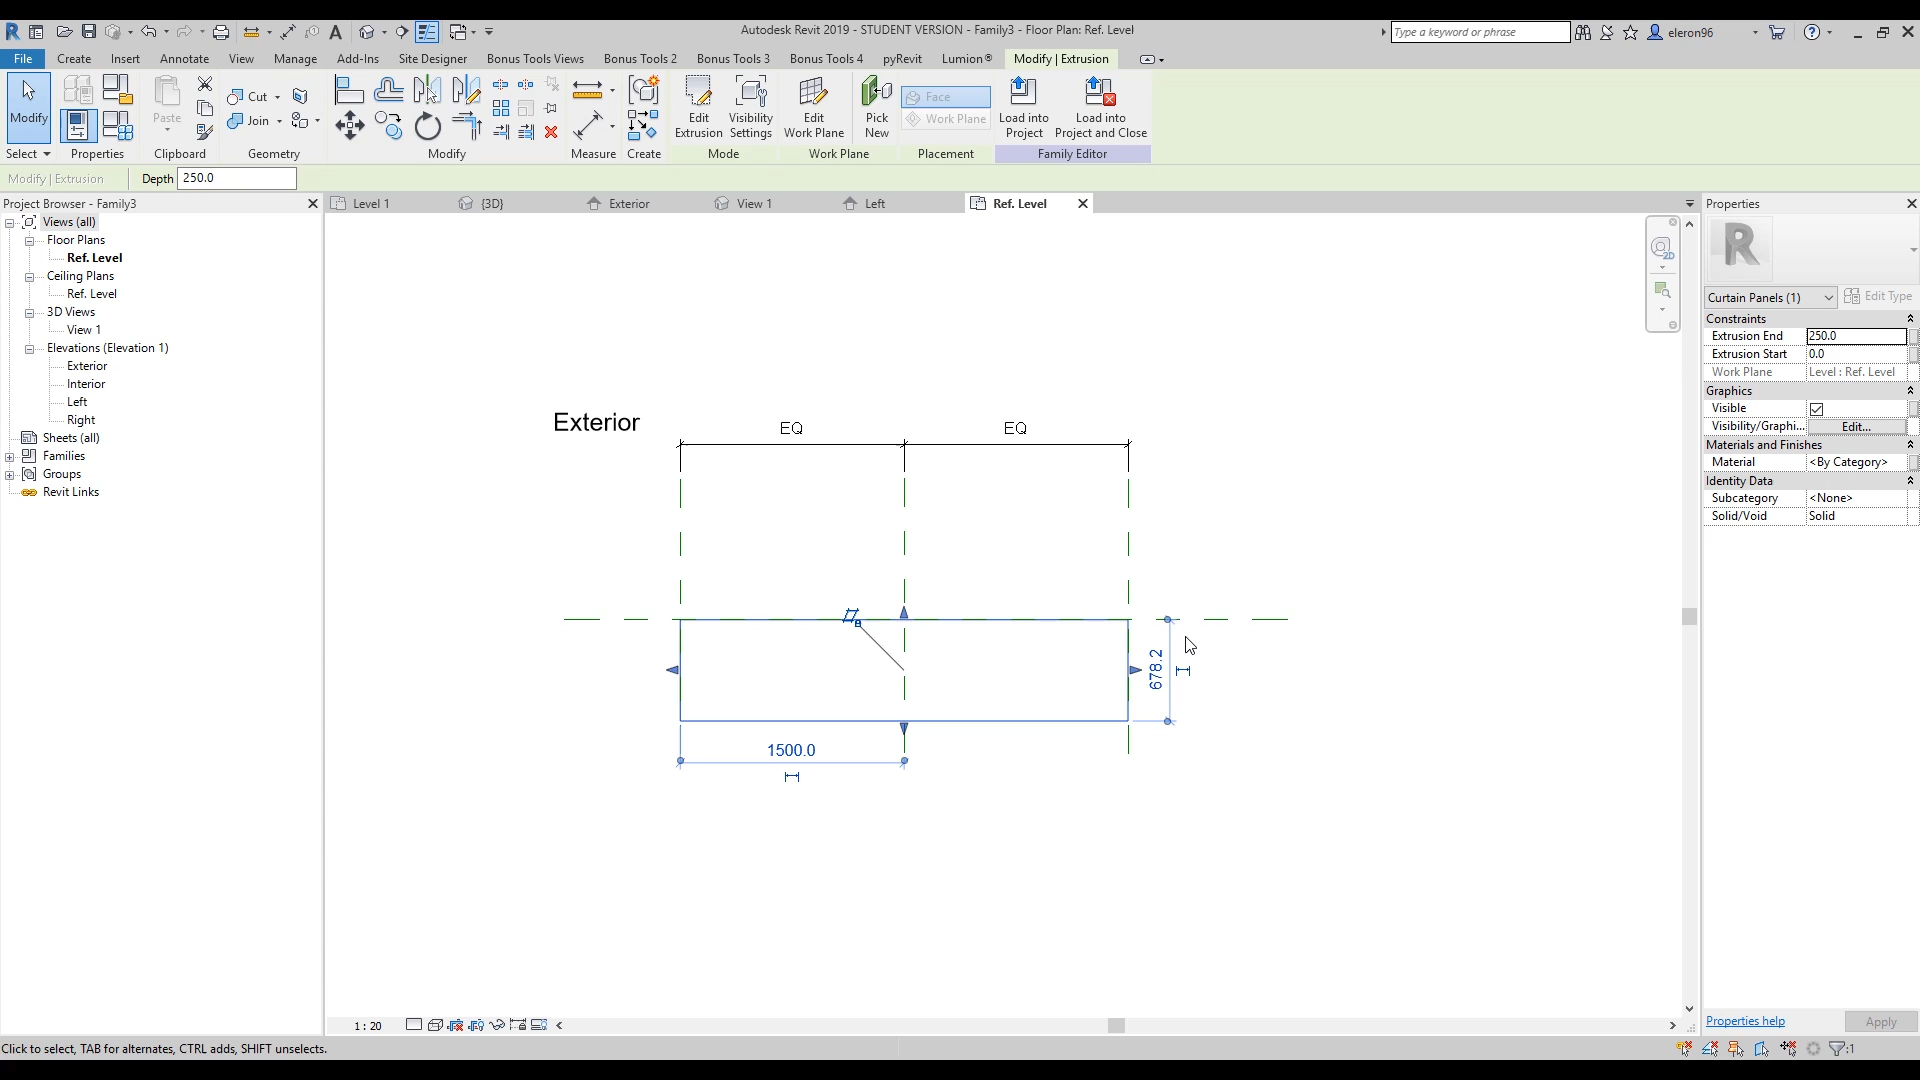 Autodesk Revit 2019 - STUDENT VERSION - Family3 - Floor Plan: Ref. Level
Type a keyword or phrase
eleron96
File Create Insert Annotate View Manage Add-Ins Site Designer Bonus Tools Views Bonus Tools 2 Bonus Tools 3 Bonus Tools 4 pyRevit Lumion® Modify | Extrusion
Modify
Paste
Cut
Join
Edit Extrusion
Visibility Settings
Edit Work Plane
Pick New
Face
Work Plane
Load into Project
Load into Project and Close
Select Properties Clipboard Geometry Modify Measure Create Mode Work Plane Placement Family Editor
Modify | Extrusion Depth 250.0
Project Browser - Family3
Level 1 {3D} Exterior View 1 Left Ref. Level
Properties
Views (all)
Floor Plans
Ref. Level
Ceiling Plans
Ref. Level
3D Views
View 1
Elevations (Elevation 1)
Exterior
Interior
Left
Right
Sheets (all)
Families
Groups
Revit Links
Exterior
EQ EQ
678.2
1500.0
2D
R
Curtain Panels (1) Edit Type
Constraints
Extrusion End 250.0
Extrusion Start 0.0
Work Plane Level : Ref. Level
Graphics
Visible
Visibility/Graphi... Edit...
Materials and Finishes
Material <By Category>
Identity Data
Subcategory <None>
Solid/Void Solid
1 : 20
Properties help Apply
Click to select, TAB for alternates, CTRL adds, SHIFT unselects.
:1